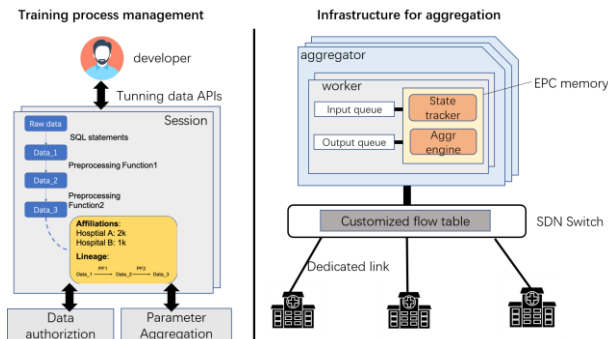 Training process management
developer
Tunning data APIs
Session
Raw data
SQL statements
Data_1
Preprocessing Function1
Data_2
Preprocessing
Function2
Data_3
Affiliations:
Hosptial A: 2k
Hospital B: 1k
Lineage:
PF1 PF2
Data_1 Data_2 Data_3
Data
authoriztion
Parameter
Aggregation
Infrastructure for aggregation
aggregator
worker
EPC memory
Input queue
State
tracker
Output queue
Aggr
engine
Customized flow table
SDN Switch
Dedicated link